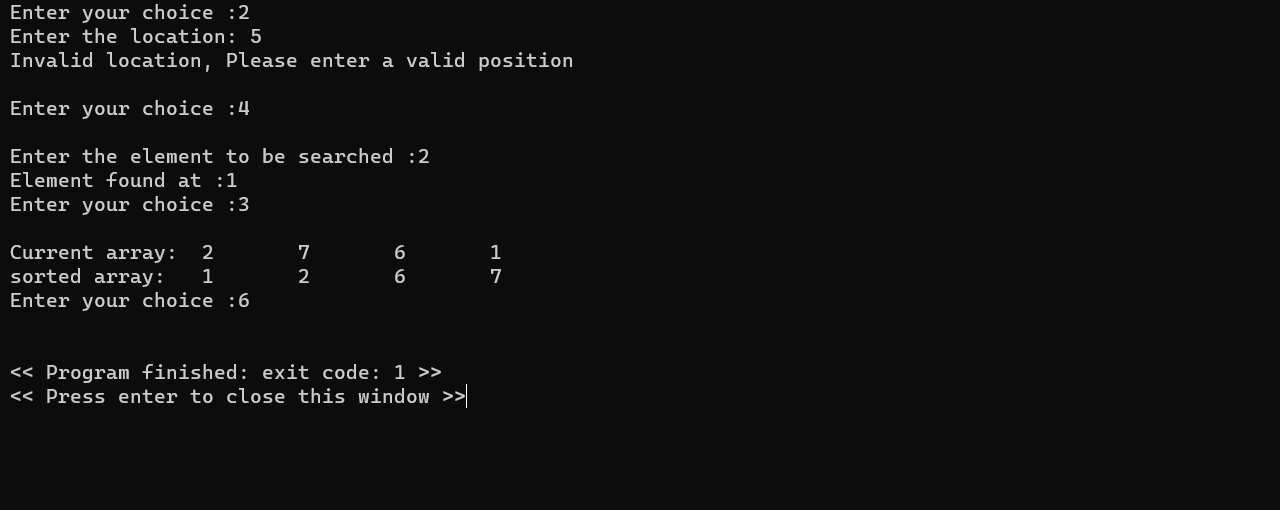 Enter your choice :2
Enter the location: 5
Invalid location, Please enter a valid position
Enter your choice :4
Enter the element to be searched :2
Element found at :1
Enter your choice :3
Current array:  2       7       6       1
sorted array:   1       2       6       7
Enter your choice :6
<< Program finished: exit code: 1 >>
<< Press enter to close this window >>